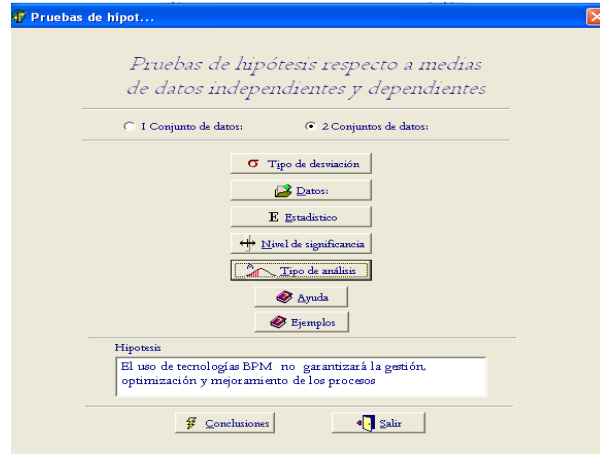 Pruebas de hipot...
Pruebas de hipótesis respecto a medias
de datos independientes y dependientes
1 Conjunto de datos:
2 Conjuntos de datos:
σ Tipo de desviación
Datos:
E Estadistico
Nivel de significancia
Tipo de análisis
Ayuda
Ejemplos
Hipotesis
El uso de tecnologías BPM no garantizará la gestión,
optimización y mejoramiento de los procesos
Conclusiones
Salir